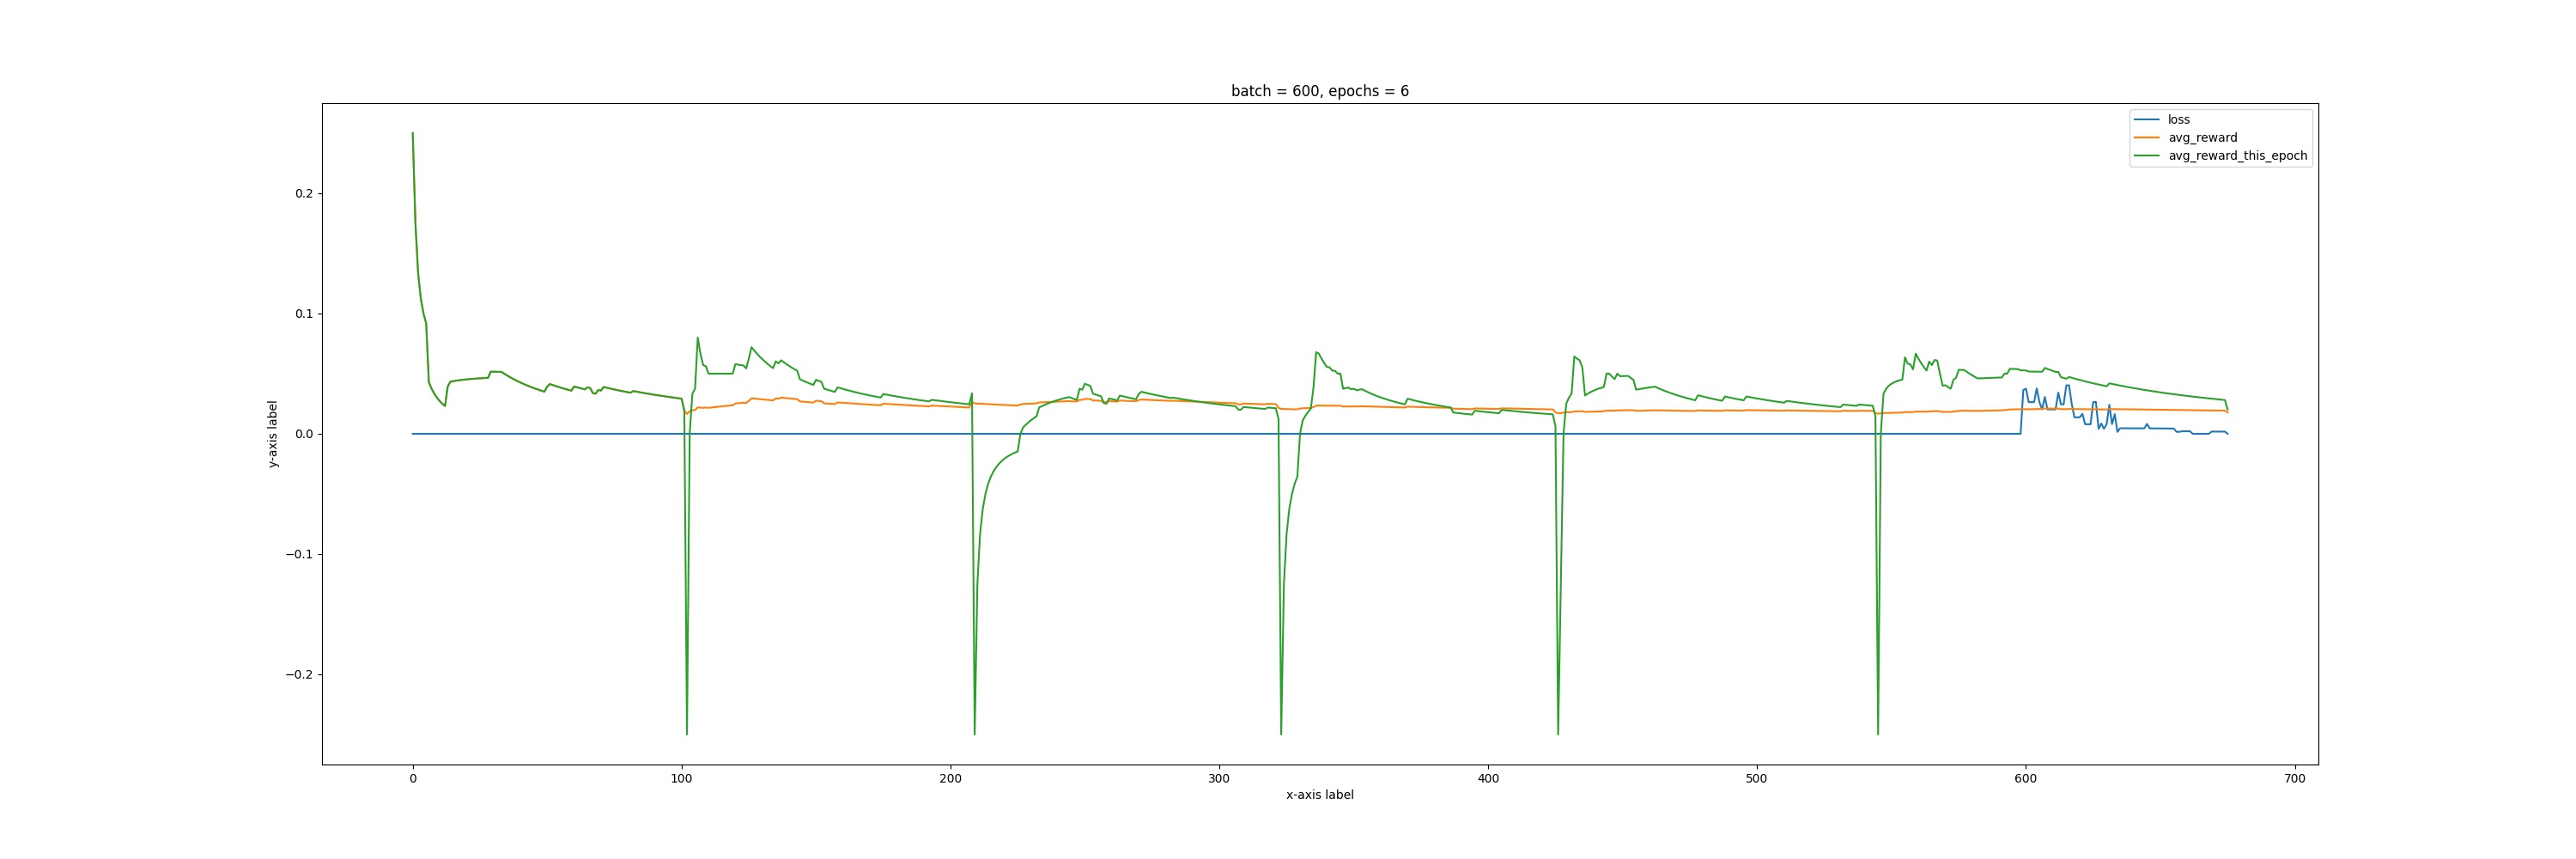 batch = 600, epochs = 6
loss
avg_reward
avg_reward_this_epoch
y-axis label
0.2
0.1
0.0
−0.1
−0.2
0 100 200 300 400 500 600 700
x-axis label